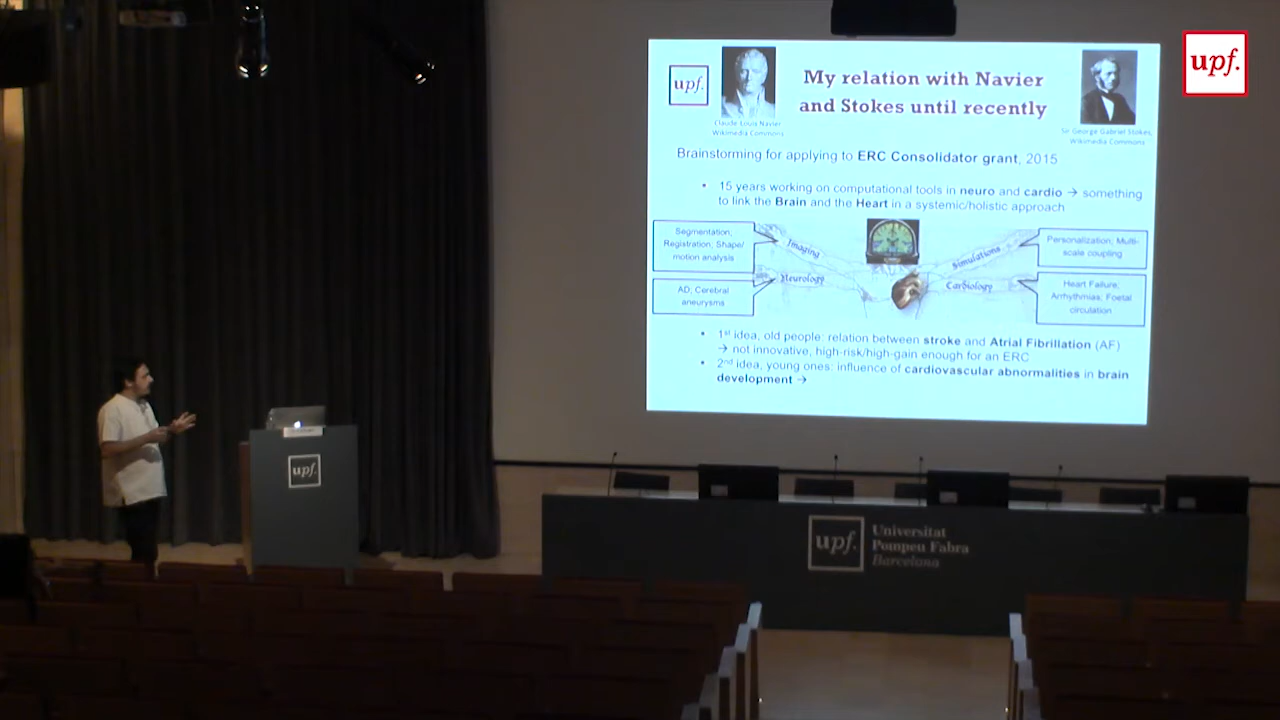 upf.
upf.
My relation with Navier
and Stokes until recently
Claude Louis Navier
Wikimedia Commons
Sir George Gabriel Stokes,
Wikimedia Commons
Brainstorming for applying to ERC Consolidator grant, 2015
• 15 years working on computational tools in neuro and cardio → something
to link the Brain and the Heart in a systemic/holistic approach
Segmentation;
Registration; Shape/
motion analysis
Imaging
Simulations
Personalization; Multi-
scale coupling
AD; Cerebral
aneurysms
Neurology
Cardiology
Heart Failure;
Arrhythmias; Foetal
circulation
• 1st idea, old people: relation between stroke and Atrial Fibrillation (AF)
→ not innovative, high-risk/high-gain enough for an ERC
• 2nd idea, young ones: influence of cardiovascular abnormalities in brain
development →
upf.
upf.
Universitat
Pompeu Fabra
Barcelona